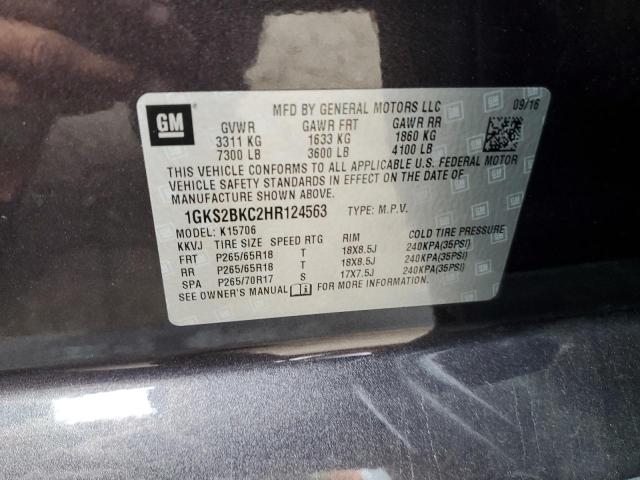 MFD BY GENERAL MOTORS LLC 09/16
GM
GVWR GAWR FRT GAWR RR
3311 KG 1633 KG 1860 KG
7300 LB 3600 LB 4100 LB
THIS VEHICLE CONFORMS TO ALL APPLICABLE U.S. FEDERAL MOTOR
VEHICLE SAFETY STANDARDS IN EFFECT ON THE DATE OF
MANUFACTURE SHOWN ABOVE.
1GKS2BKC2HR124563 TYPE: M.P.V.
MODEL: K15706
KKVJ TIRE SIZE SPEED RTG RIM COLD TIRE PRESSURE
FRT P265/65R18 T 18X8.5J 240KPA(35PSI)
RR P265/65R18 T 18X8.5J 240KPA(35PSI)
SPA P265/70R17 S 17X7.5J 240KPA(35PSI)
SEE OWNER'S MANUAL FOR MORE INFORMATION.